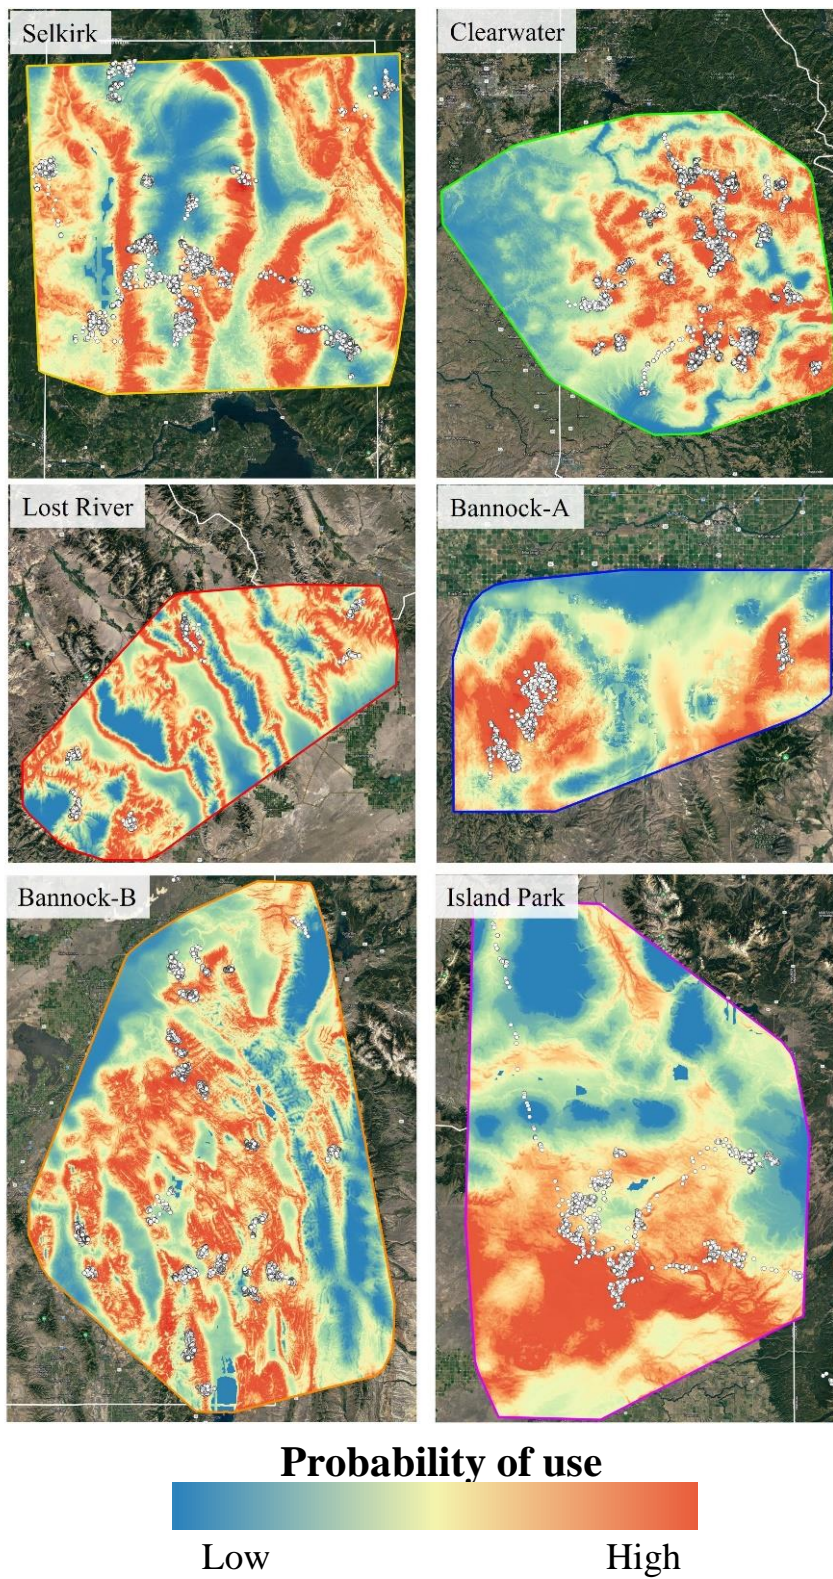 Selkirk
Clearwater
Lost River
Bannock-A
Bannock-B
Island Park
Probability of use
Low
High